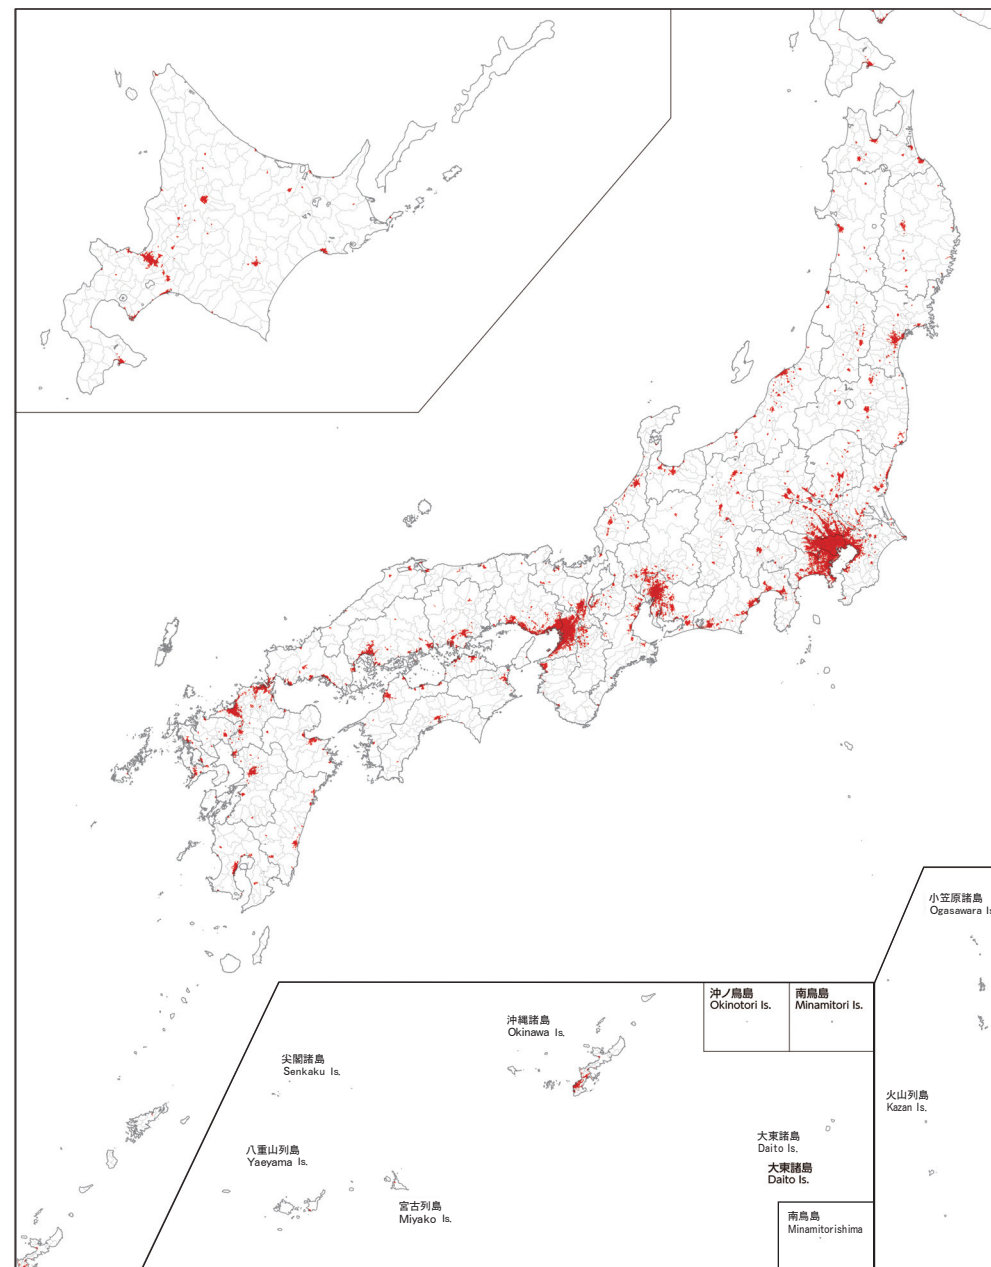 小笠原諸島
Ogasawara Is
沖ノ鳥島
Okinotori Is.
南鳥島
Minamitori Is.
沖縄諸島
Okinawa Is.
尖閣諸島
Senkaku Is.
火山列島
Kazan Is.
大東諸島
Daito Is.
八重山列島
Yaeyama Is.
大東諸島
Daito Is.
宮古列島
Miyako Is.
南鳥島
Minamitorishima